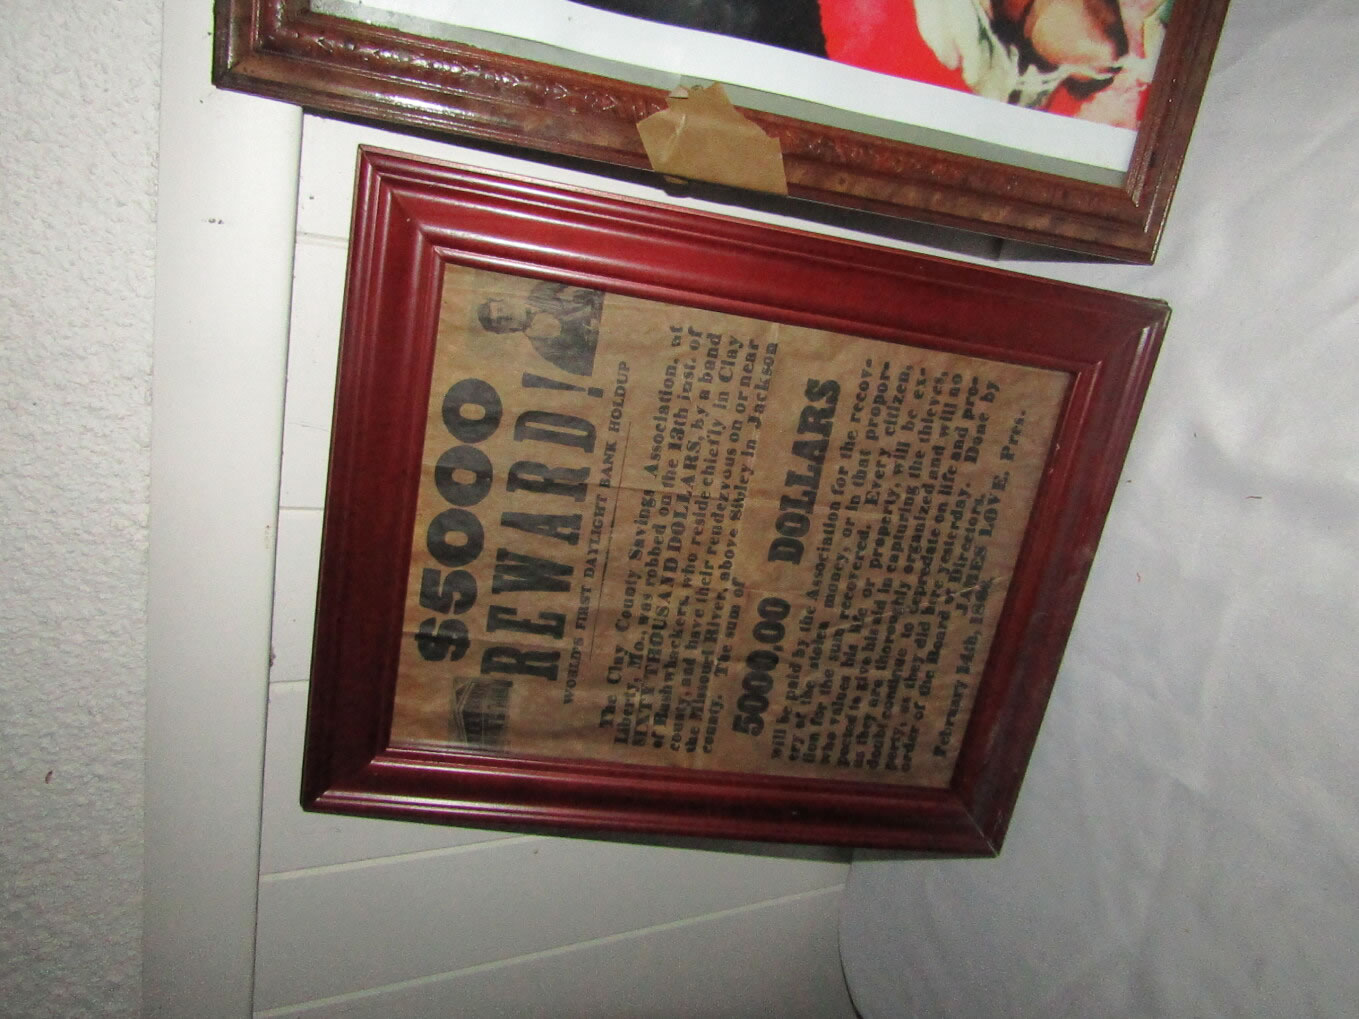 $5000
REWARD!
WORLD'S FIRST DAYLIGHT BANK HOLDUP
The Clay County Savings Association, at
Liberty, Mo., was robbed on the 13th inst. of
SIXTY THOUSAND DOLLARS, by a band
of Bushwhackers, who reside chiefly in Clay
county, and have their rendezvous on or near
the Missouri River, above Sibley in Jackson
county. The sum of
5000,00 DOLLARS
will be paid by the Association for the recov-
ery of the stolen money, or in that propor-
tion for the sum recovered. Every citizen,
who values his life or property, will be ex-
pected to give his aid in capturing the thieves,
as they are thoroughly organized and will no
doubt continue to depredate on life and pro-
perty, as they did here yesterday. Done by
order of the Board of Directors.
February 14th, 1866. JAMES LOVE, Pres.